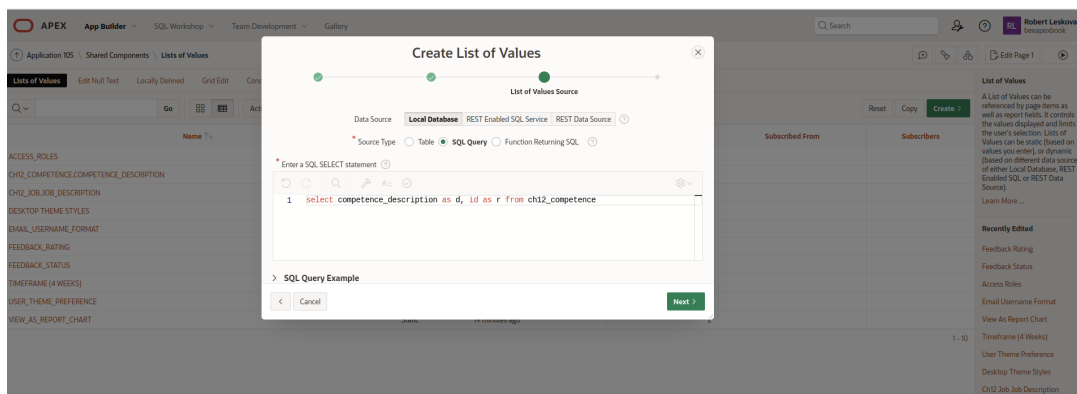 APEX App Builder SQL Workshop Team Development Gallery Search RL Robert Leskova
beeapexbook
Application 105 \ Shared Components \ Lists of Values Edit Page 1
Lists of Values Edit Null Text Locally Defined Grid Edit Conc
Go Act Reset Copy Create >
Name Subscribed From Subscribers
ACCESS_ROLES
CH12_COMPETENCE.COMPETENCE_DESCRIPTION
CH12_JOB.JOB_DESCRIPTION
DESKTOP THEME STYLES
EMAIL_USERNAME_FORMAT
FEEDBACK_RATING
FEEDBACK_STATUS
TIMEFRAME (4 WEEKS)
USER_THEME_PREFERENCE
VIEW_AS_REPORT_CHART Static 14 minutes ago
1 - 10
Create List of Values
List of Values Source
Data Source Local Database REST Enabled SQL Service REST Data Source
* Source Type Table SQL Query Function Returning SQL
* Enter a SQL SELECT statement
1 select competence_description as d, id as r from ch12_competence
> SQL Query Example
< Cancel Next >
List of Values
A List of Values can be
referenced by page items as
well as report fields. It controls
the values displayed and limits
the user's selection. Lists of
Values can be static (based on
values you enter), or dynamic
(based on different data source
of either Local Database, REST
Enabled SQL or REST Data
Source).
Learn More ...
Recently Edited
Feedback Rating
Feedback Status
Access Roles
Email Username Format
View As Report Chart
Timeframe (4 Weeks)
User Theme Preference
Desktop Theme Styles
Ch12 Job Job Description